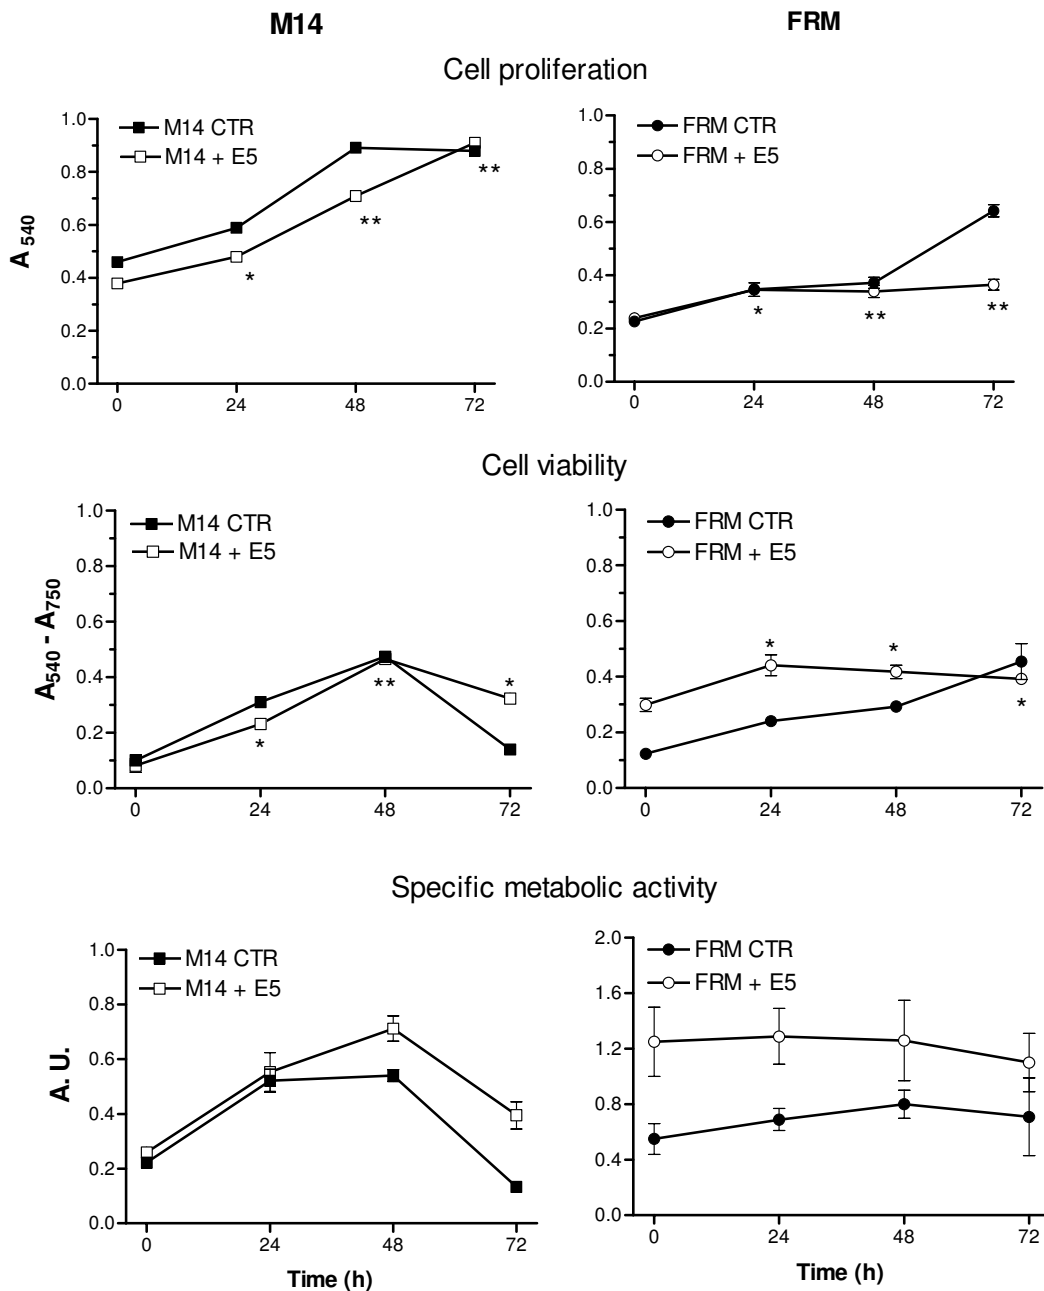 M14 FRM
Cell proliferation
M14 CTR
M14 + E5
A 540
1.0
0.8
0.6
0.4
0.2
0.0
* ** **
0 24 48 72
FRM CTR
FRM + E5
1.0
0.8
0.6
0.4
0.2
0.0
* ** **
0 24 48 72
Cell viability
M14 CTR
M14 + E5
A540 - A750
1.0
0.8
0.6
0.4
0.2
0.0
* ** *
0 24 48 72
FRM CTR
FRM + E5
1.0
0.8
0.6
0.4
0.2
0.0
* * *
0 24 48 72
Specific metabolic activity
M14 CTR
M14 + E5
A. U.
1.0
0.8
0.6
0.4
0.2
0.0
0 24 48 72
Time (h)
FRM CTR
FRM + E5
2.0
1.6
1.2
0.8
0.4
0.0
0 24 48 72
Time (h)